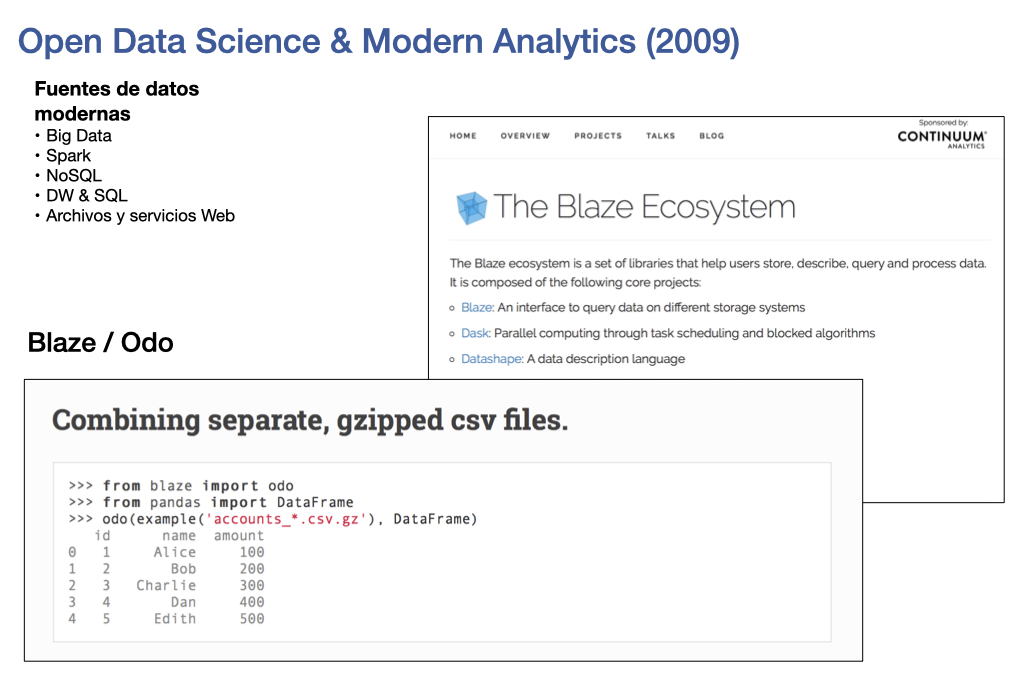 Open Data Science & Modern Analytics (2009)
Fuentes de datos
modernas
• Big Data
• Spark
• NoSQL
• DW & SQL
• Archivos y servicios Web
HOME OVERVIEW PROJECTS TALKS BLOG
Sponsored by:
CONTINUUM
ANALYTICS
The Blaze Ecosystem
The Blaze ecosystem is a set of libraries that help users store, describe, query and process data.
It is composed of the following core projects:
Blaze: An interface to query data on different storage systems
Dask: Parallel computing through task scheduling and blocked algorithms
Datashape: A data description language
Blaze / Odo
Combining separate, gzipped csv files.
>>> from blaze import odo
>>> from pandas import DataFrame
>>> odo(example('accounts_*.csv.gz'), DataFrame)
id name amount
0 1 Alice 100
1 2 Bob 200
2 3 Charlie 300
3 4 Dan 400
4 5 Edith 500